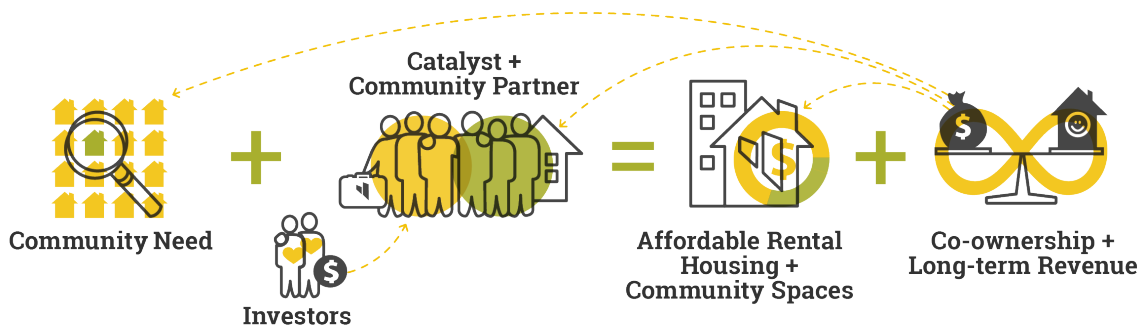 Catalyst +
Community Partner
$
$
$
+
=
+
Community Need
Investors
Affordable Rental
Housing +
Community Spaces
Co-ownership +
Long-term Revenue